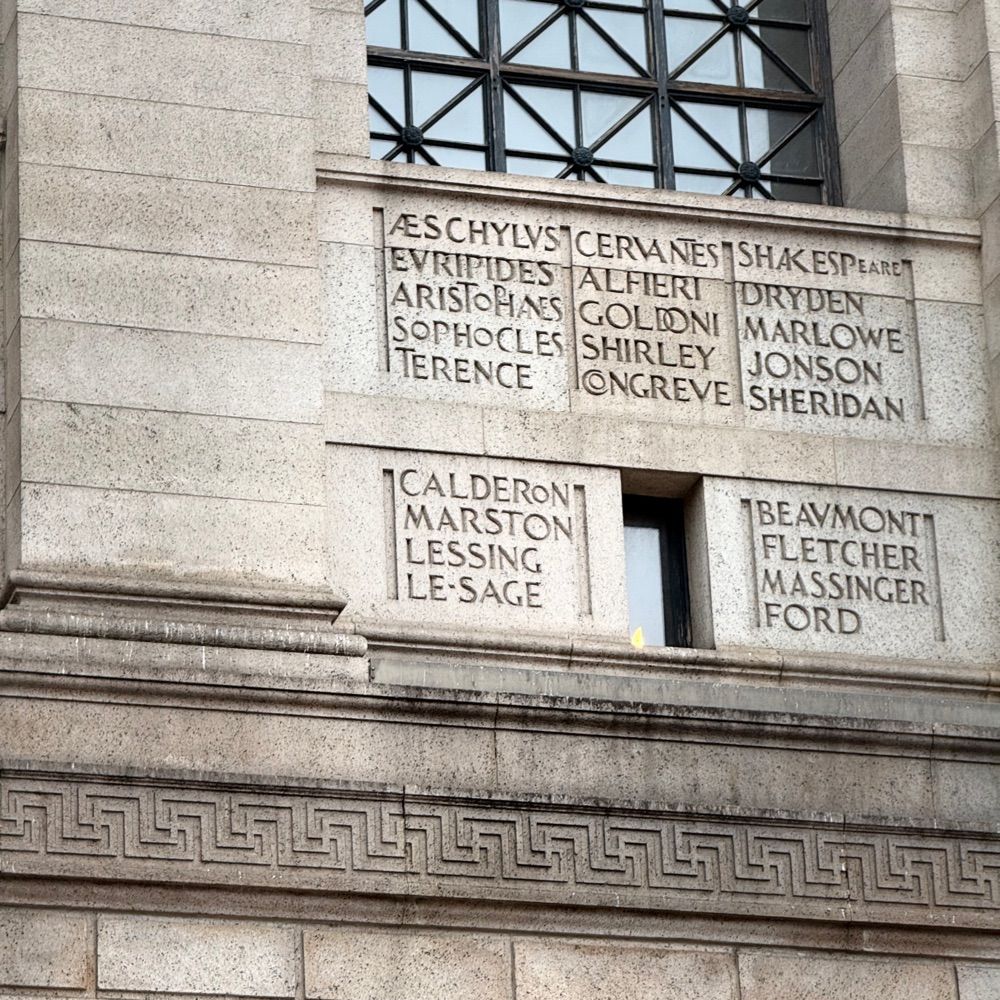 ÆSCHYLVS
EVRIPIDES
ARISTOPHANES
SOPHOCLES
TERENCE
CERVANTES
ALFIERI
GOLDONI
SHIRLEY
CONGREVE
SHAKESPEARE
DRYDEN
MARLOWE
JONSON
SHERIDAN
CALDERON
MARSTON
LESSING
LE·SAGE
BEAVMONT
FLETCHER
MASSINGER
FORD